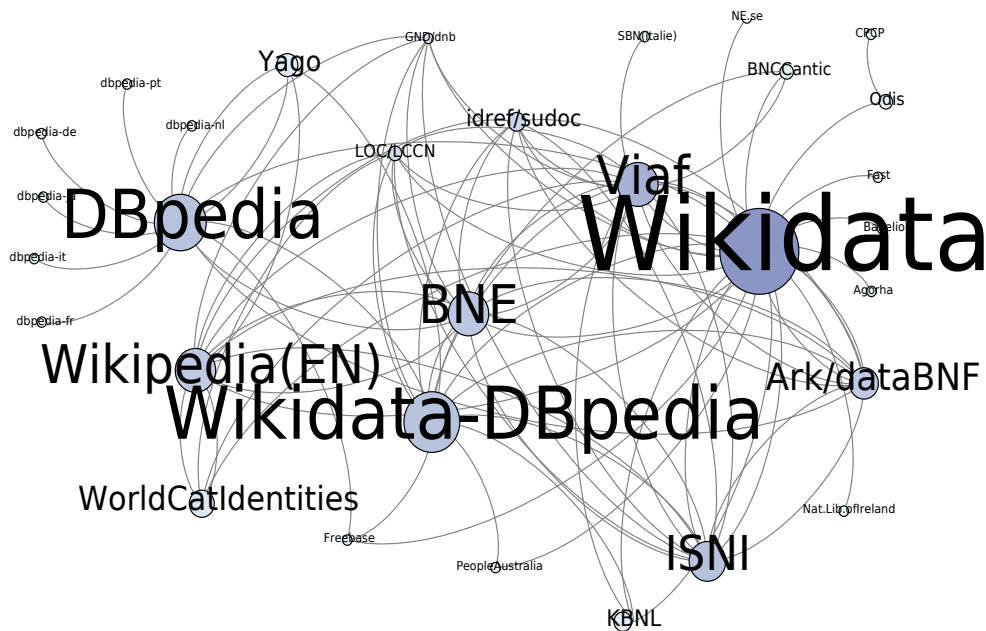 NE.se
CPCP
SBN(Italie)
GND/dnb
Yago
BNCCantic
dbpedia-pt
Odis
idref/sudoc
dbpedia-nl
dbpedia-de
LOC/LCCN
Viaf
Fast
DBpedia
Wikidata
dbpedia-it
Agorha
BNE
dbpedia-fr
Wikipedia(EN)
Ark/dataBNF
Wikidata-DBpedia
WorldCatIdentities
Nat.Lib.ofIreland
Freebase
ISNI
PeopleAustralia
KBNL